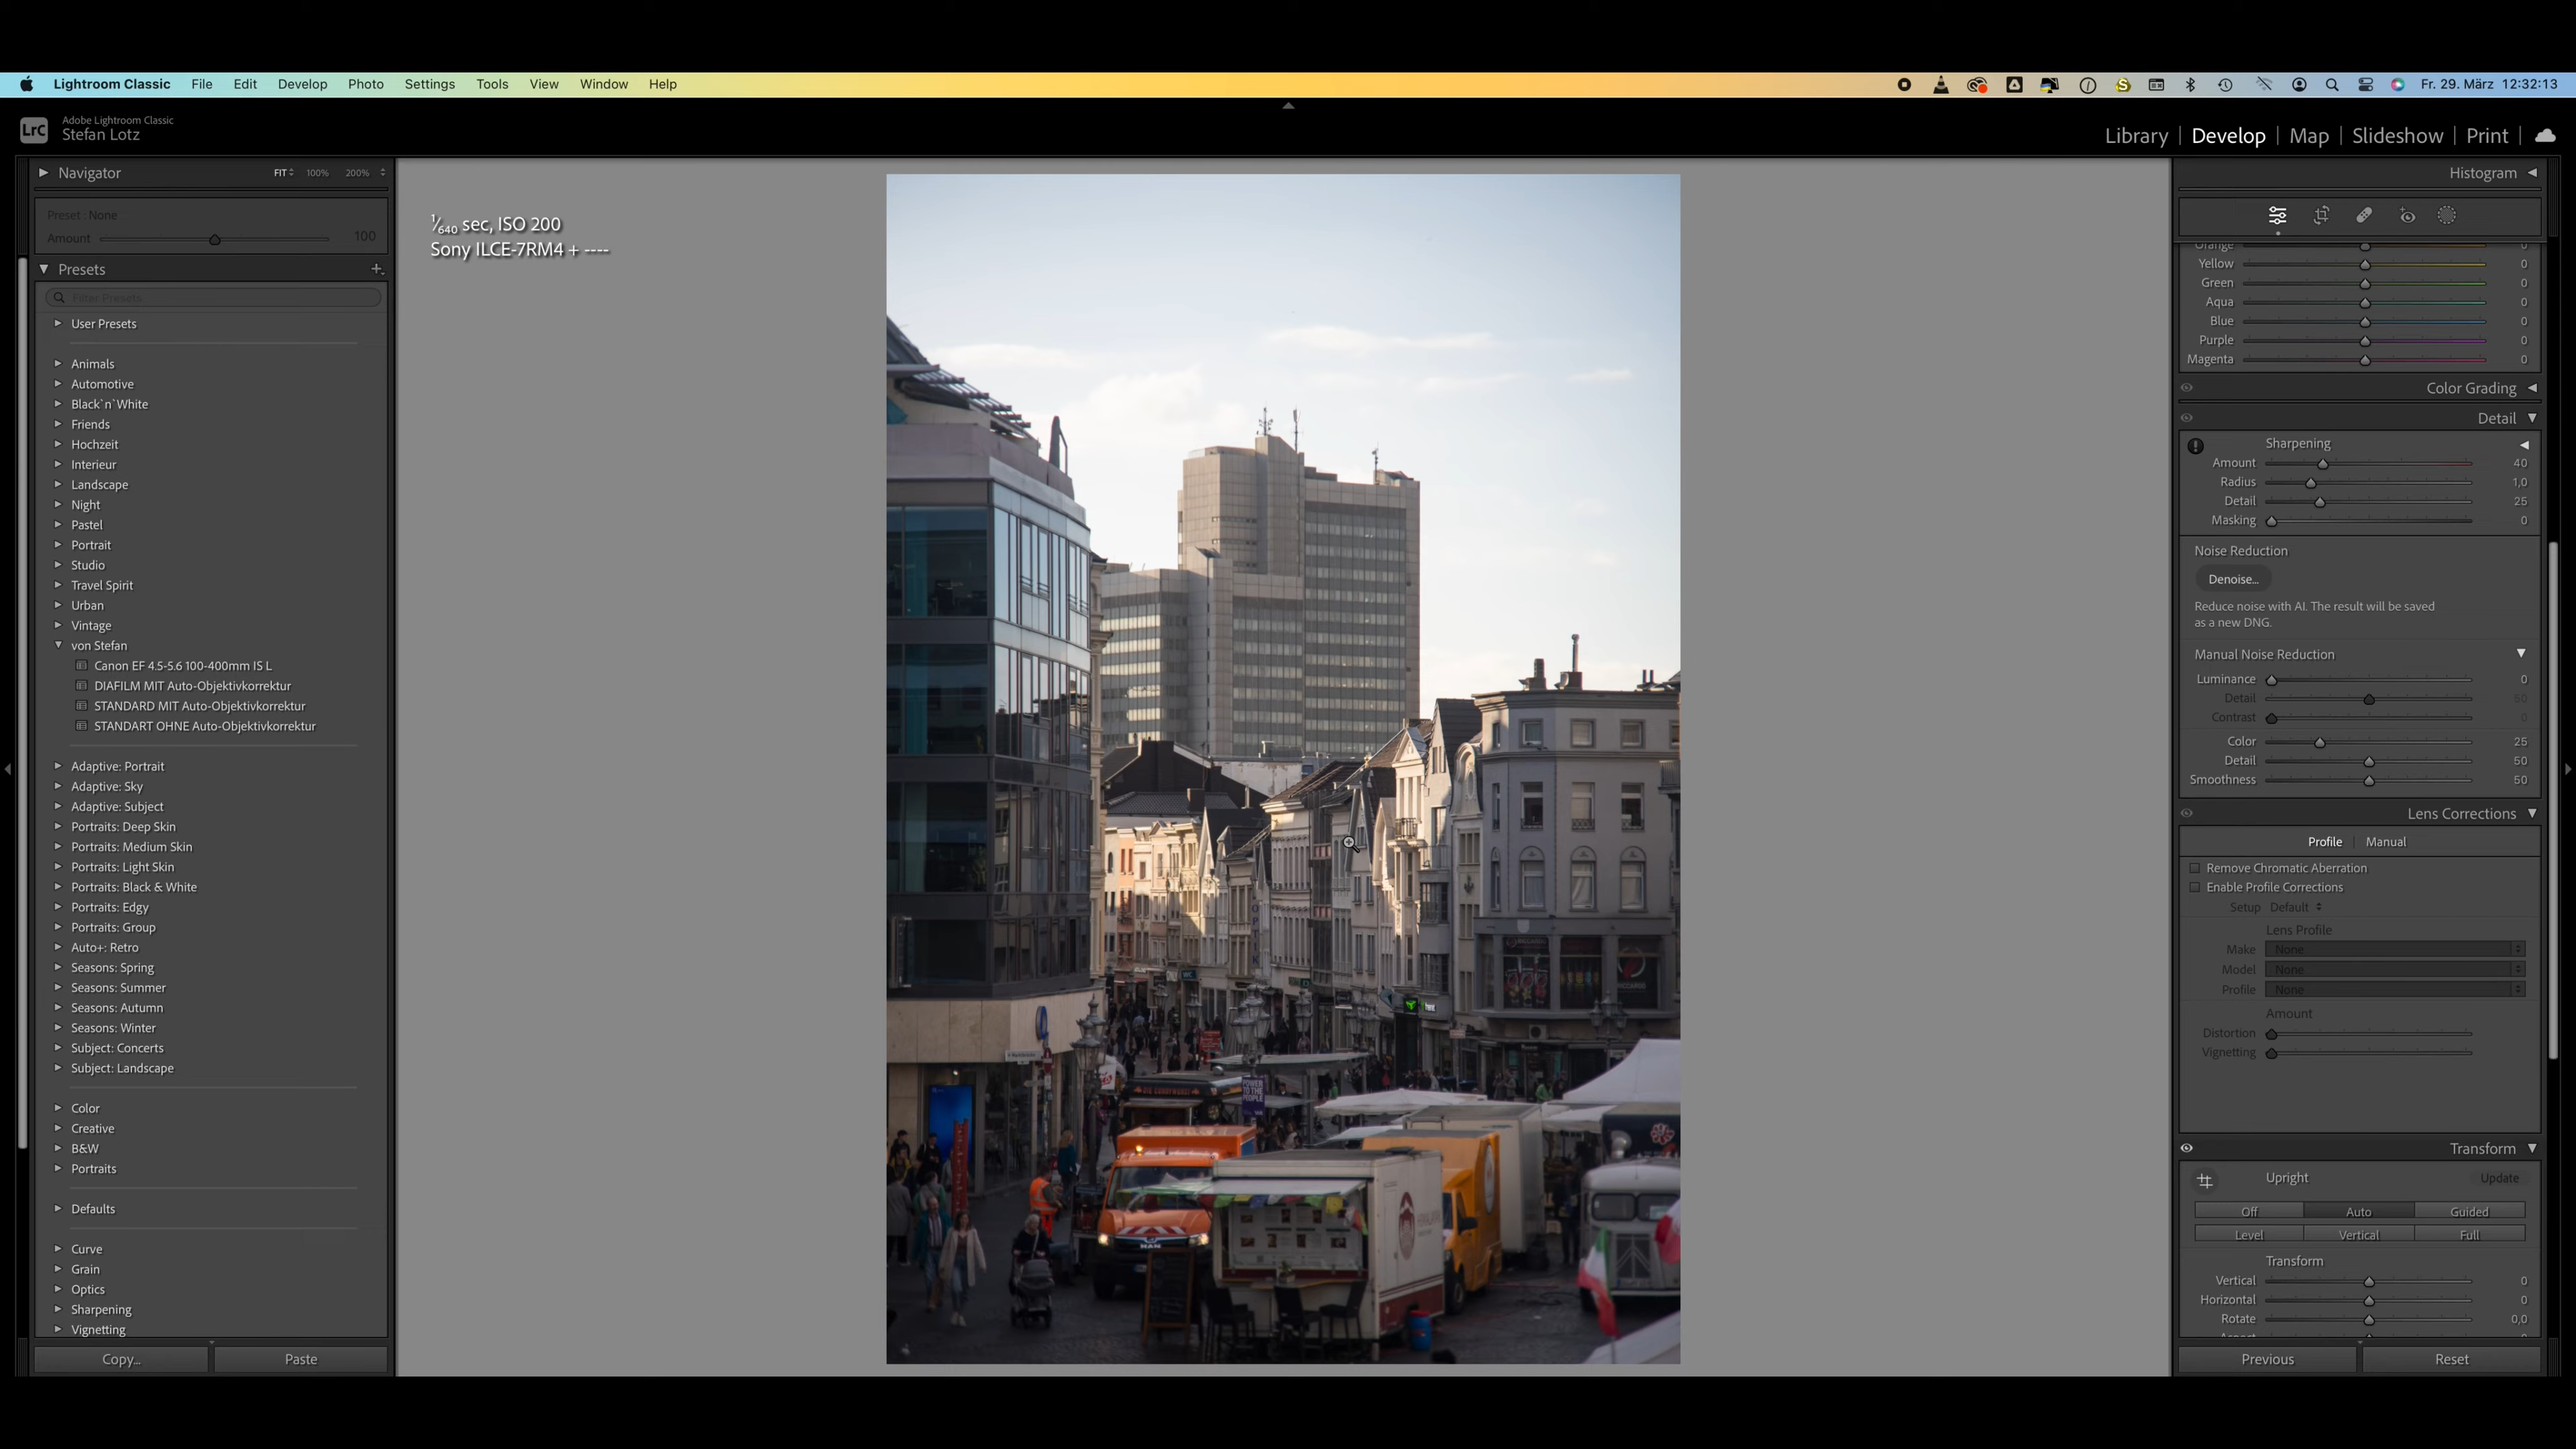 Lightroom Classic File Edit Develop Photo Settings Tools View Window Help Fr. 29. März 12:32:13
LrC Adobe Lightroom Classic
Stefan Lotz
Library Develop Map Slideshow Print
Navigator FIT 100% 200%
Preset : None
Amount 100
Presets
Filter Presets
User Presets
Animals
Automotive
Black`n`White
Friends
Hochzeit
Interieur
Landscape
Night
Pastel
Portrait
Studio
Travel Spirit
Urban
Vintage
von Stefan
Canon EF 4.5-5.6 100-400mm IS L
DIAFILM MIT Auto-Objektivkorrektur
STANDARD MIT Auto-Objektivkorrektur
STANDART OHNE Auto-Objektivkorrektur
Adaptive: Portrait
Adaptive: Sky
Adaptive: Subject
Portraits: Deep Skin
Portraits: Medium Skin
Portraits: Light Skin
Portraits: Black & White
Portraits: Edgy
Portraits: Group
Auto+: Retro
Seasons: Spring
Seasons: Summer
Seasons: Autumn
Seasons: Winter
Subject: Concerts
Subject: Landscape
Color
Creative
B&W
Portraits
Defaults
Curve
Grain
Optics
Sharpening
Vignetting
Copy... Paste
1/640 sec, ISO 200
Sony ILCE-7RM4 + ----
POWER
TO THE
PEOPLE
MAN
Histogram
Orange 0
Yellow 0
Green 0
Aqua 0
Blue 0
Purple 0
Magenta 0
Color Grading
Detail
Sharpening
Amount 40
Radius 1,0
Detail 25
Masking 0
Noise Reduction
Denoise...
Reduce noise with AI. The result will be saved
as a new DNG.
Manual Noise Reduction
Luminance 0
Detail 50
Contrast 0
Color 25
Detail 50
Smoothness 50
Lens Corrections
Profile Manual
Remove Chromatic Aberration
Enable Profile Corrections
Setup Default
Lens Profile
Make None
Model None
Profile None
Amount
Distortion
Vignetting
Transform
Upright Update
Off Auto Guided
Level Vertical Full
Transform
Vertical 0
Horizontal 0
Rotate 0,0
Previous Reset